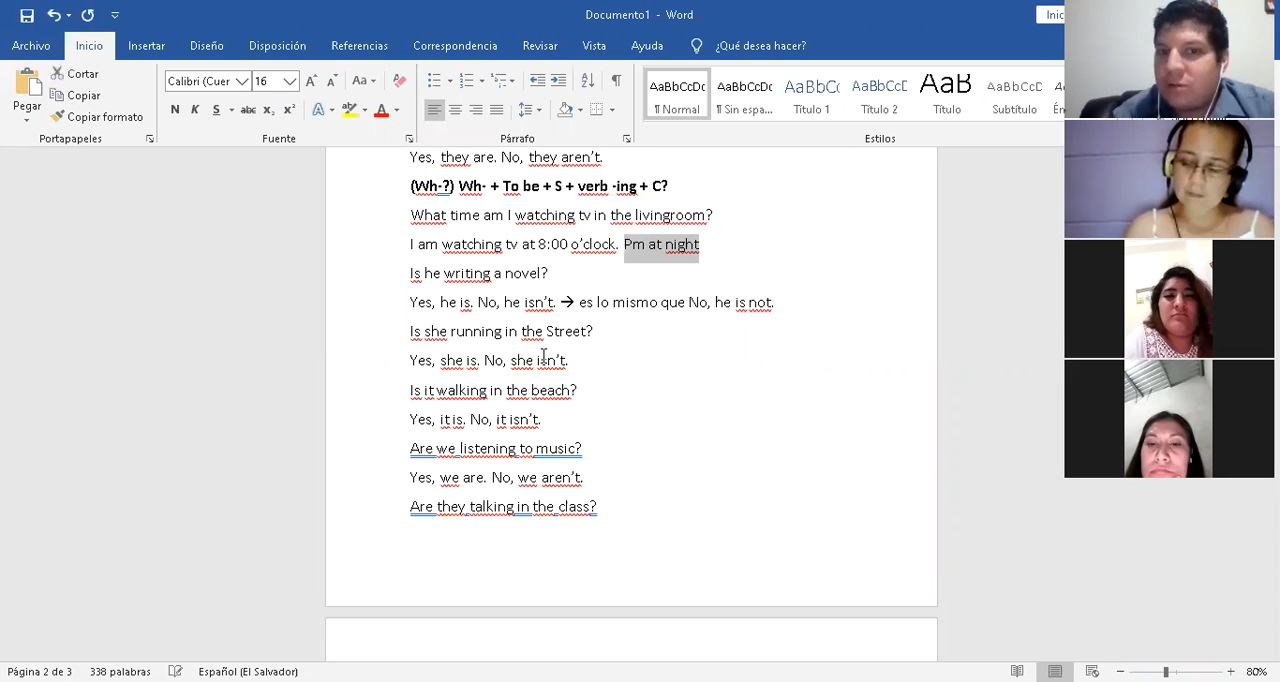 Documento1 - Word
Inic
Archivo
Inicio
Insertar
Diseño
Disposición
Referencias
Correspondencia
Revisar
Vista
Ayuda
¿Qué desea hacer?
Pegar
Cortar
Copiar
Copiar formato
Portapapeles
Calibri (Cuer
16
Aa
N K S abc x₂ x²
Fuente
Párrafo
AaBbCcDc
¶ Normal
AaBbCcDc
¶ Sin espa...
AaBbCc
Título 1
AaBbCcD
Título 2
AaB
Título
AaBbCcD
Subtítulo
Estilos
Yes, they are. No, they aren't.
(Wh-?) Wh- + To be + S + verb -ing + C?
What time am I watching tv in the livingroom?
I am watching tv at 8:00 o'clock. Pm at night
Is he writing a novel?
Yes, he is. No, he isn't. → es lo mismo que No, he is not.
Is she running in the Street?
Yes, she is. No, she isn't.
Is it walking in the beach?
Yes, it is. No, it isn't.
Are we listening to music?
Yes, we are. No, we aren't.
Are they talking in the class?
Página 2 de 3
338 palabras
Español (El Salvador)
80%